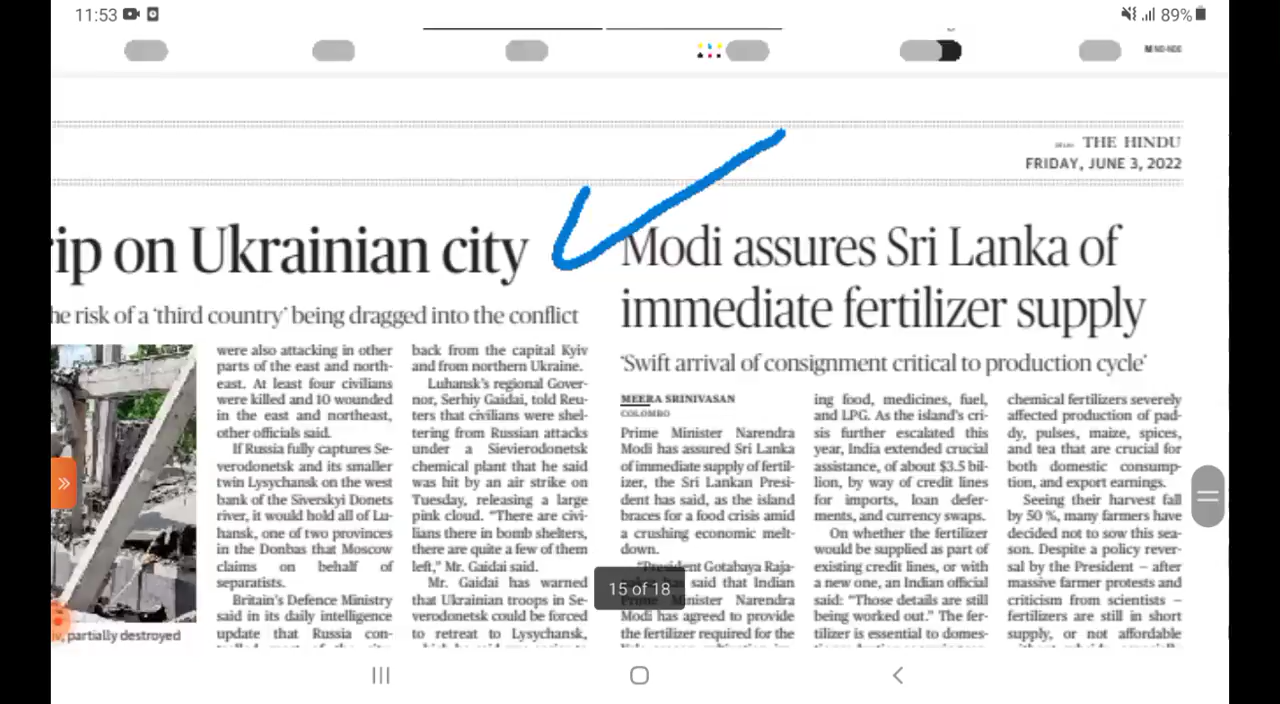 11:53
89%
DELHI THE HINDU
FRIDAY, JUNE 3, 2022
rip on Ukrainian city
he risk of a 'third country' being dragged into the conflict
iv, partially destroyed
were also attacking in other
parts of the east and north-
east. At least four civilians
were killed and 10 wounded
in the east and northeast,
other officials said.
If Russia fully captures Se-
verodonetsk and its smaller
twin Lysychansk on the west
bank of the Siverskyi Donets
river, it would hold all of Lu-
hansk, one of two provinces
in the Donbas that Moscow
claims on behalf of
separatists.
Britain's Defence Ministry
said in its daily intelligence
update that Russia con-
back from the capital Kyiv
and from northern Ukraine.
Luhansk's regional Gover-
nor, Serhiy Gaidai, told Reu-
ters that civilians were shel-
tering from Russian attacks
under a Sievierodonetsk
chemical plant that he said
was hit by an air strike on
Tuesday, releasing a large
pink cloud. "There are civi-
lians there in bomb shelters,
there are quite a few of them
left," Mr. Gaidai said.
Mr. Gaidai has warned
that Ukrainian troops in Se-
verodonetsk could be forced
to retreat to Lysychansk,
Modi assures Sri Lanka of
immediate fertilizer supply
'Swift arrival of consignment critical to production cycle'
MEERA SRINIVASAN
COLOMBO
Prime Minister Narendra
Modi has assured Sri Lanka
of immediate supply of fertil-
izer, the Sri Lankan Presi-
dent has said, as the island
braces for a food crisis amid
a crushing economic melt-
down.
"President Gotabaya Raja-
said that Indian
Prime Minister Narendra
Modi has agreed to provide
the fertilizer required for the
ing food, medicines, fuel,
and LPG. As the island's cri-
sis further escalated this
year, India extended crucial
assistance, of about $3.5 bil-
lion, by way of credit lines
for imports, loan defer-
ments, and currency swaps.
On whether the fertilizer
would be supplied as part of
existing credit lines, or with
a new one, an Indian official
said: "Those details are still
being worked out." The fer-
tilizer is essential to domes-
chemical fertilizers severely
affected production of pad-
dy, pulses, maize, spices,
and tea that are crucial for
both domestic consump-
tion, and export earnings.
Seeing their harvest fall
by 50 %, many farmers have
decided not to sow this sea-
son. Despite a policy rever-
sal by the President – after
massive farmer protests and
criticism from scientists –
fertilizers are still in short
supply, or not affordable
15 of 18